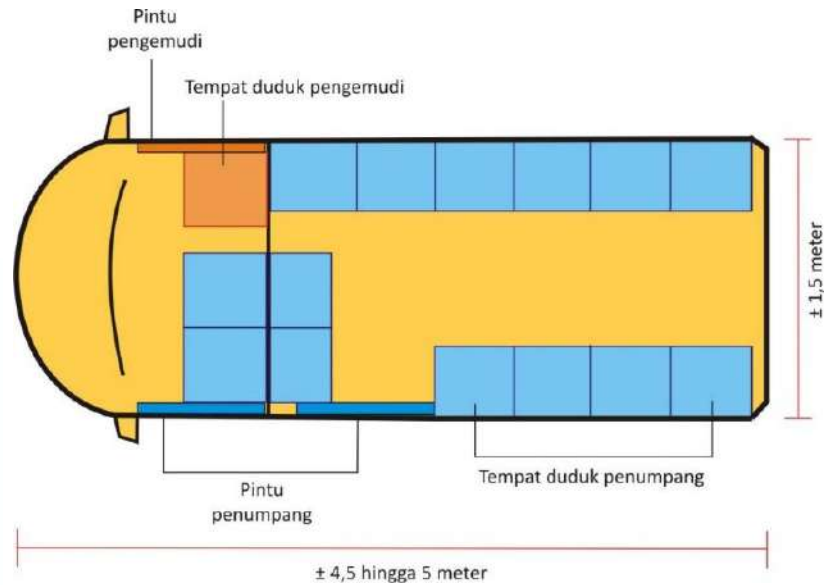 Pintu
pengemudi
Tempat duduk pengemudi
± 1,5 meter
Tempat duduk penumpang
Pintu
penumpang
± 4,5 hingga 5 meter